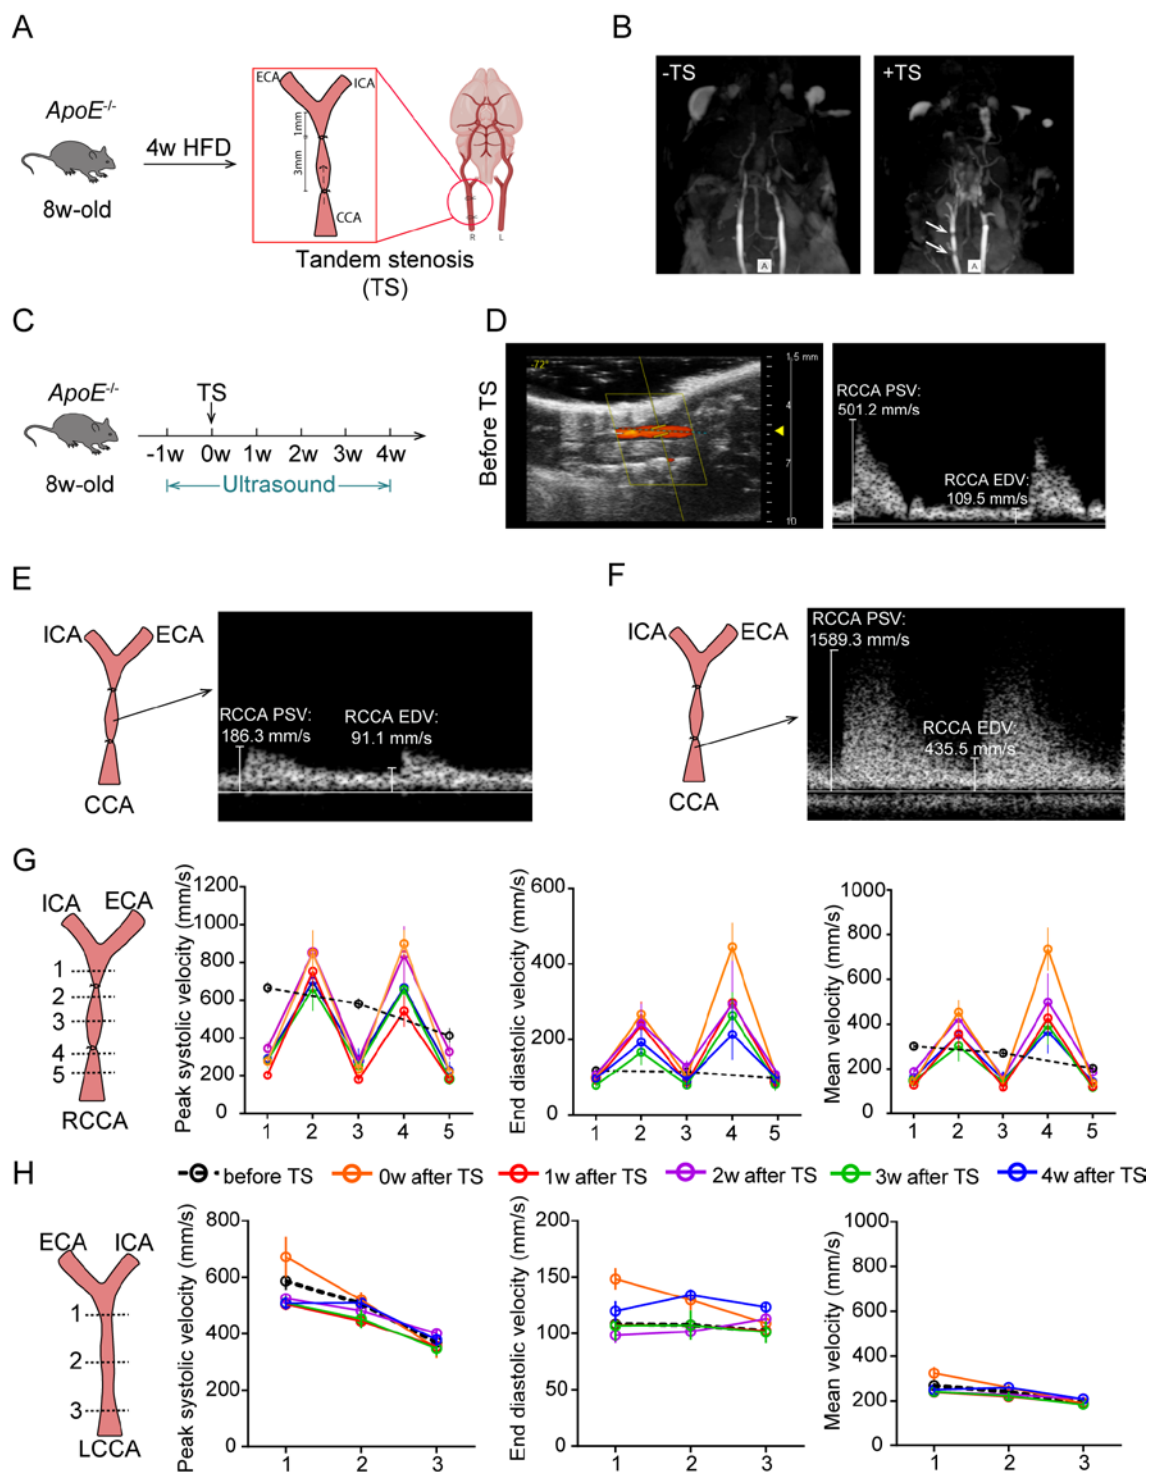 A
ApoE-/-
8w-old
4w HFD
ECA
ICA
1mm
3mm
CCA
R
L
Tandem stenosis
(TS)
B
-TS
A
+TS
A
C
ApoE-/-
8w-old
TS
-1w 0w 1w 2w 3w 4w
Ultrasound
D
Before TS
-72°
1.5 mm
4
7
10
RCCA PSV:
501.2 mm/s
RCCA EDV:
109.5 mm/s
E
ICA
ECA
CCA
RCCA PSV:
186.3 mm/s
RCCA EDV:
91.1 mm/s
F
ICA
ECA
CCA
RCCA PSV:
1589.3 mm/s
RCCA EDV:
435.5 mm/s
G
ICA
ECA
1
2
3
4
5
RCCA
Peak systolic velocity (mm/s)
1200
1000
800
600
400
200
0
1 2 3 4 5
End diastolic velocity (mm/s)
600
400
200
0
1 2 3 4 5
Mean velocity (mm/s)
1000
800
600
400
200
0
1 2 3 4 5
before TS 0w after TS 1w after TS 2w after TS 3w after TS 4w after TS
H
ECA
ICA
1
2
3
LCCA
Peak systolic velocity (mm/s)
800
600
400
200
0
1 2 3
End diastolic velocity (mm/s)
200
150
100
50
0
1 2 3
Mean velocity (mm/s)
1000
800
600
400
200
0
1 2 3